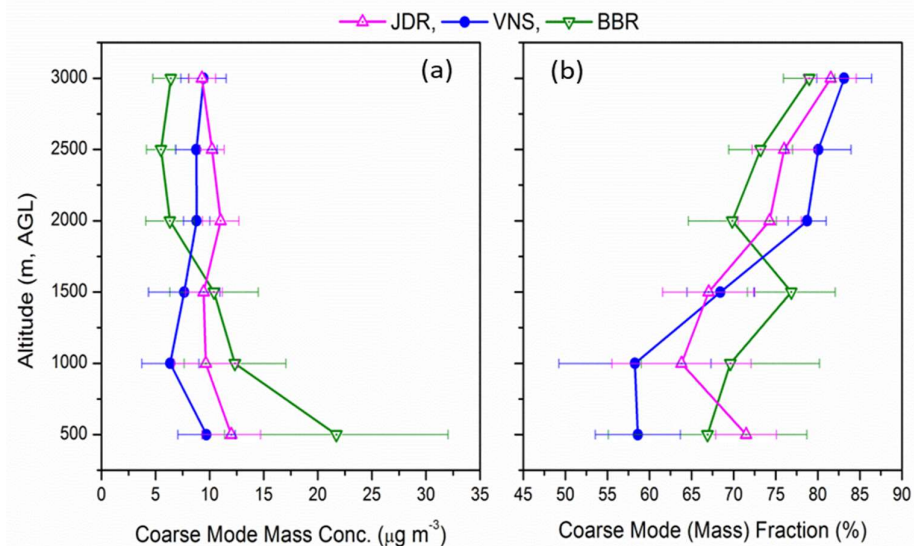 JDR, VNS, BBR
(a) (b)
3000
2500
2000
1500
1000
500
Altitude (m, AGL)
0 5 10 15 20 25 30 35
45 50 55 60 65 70 75 80 85 90
Coarse Mode Mass Conc. (μg m⁻³)
Coarse Mode (Mass) Fraction (%)